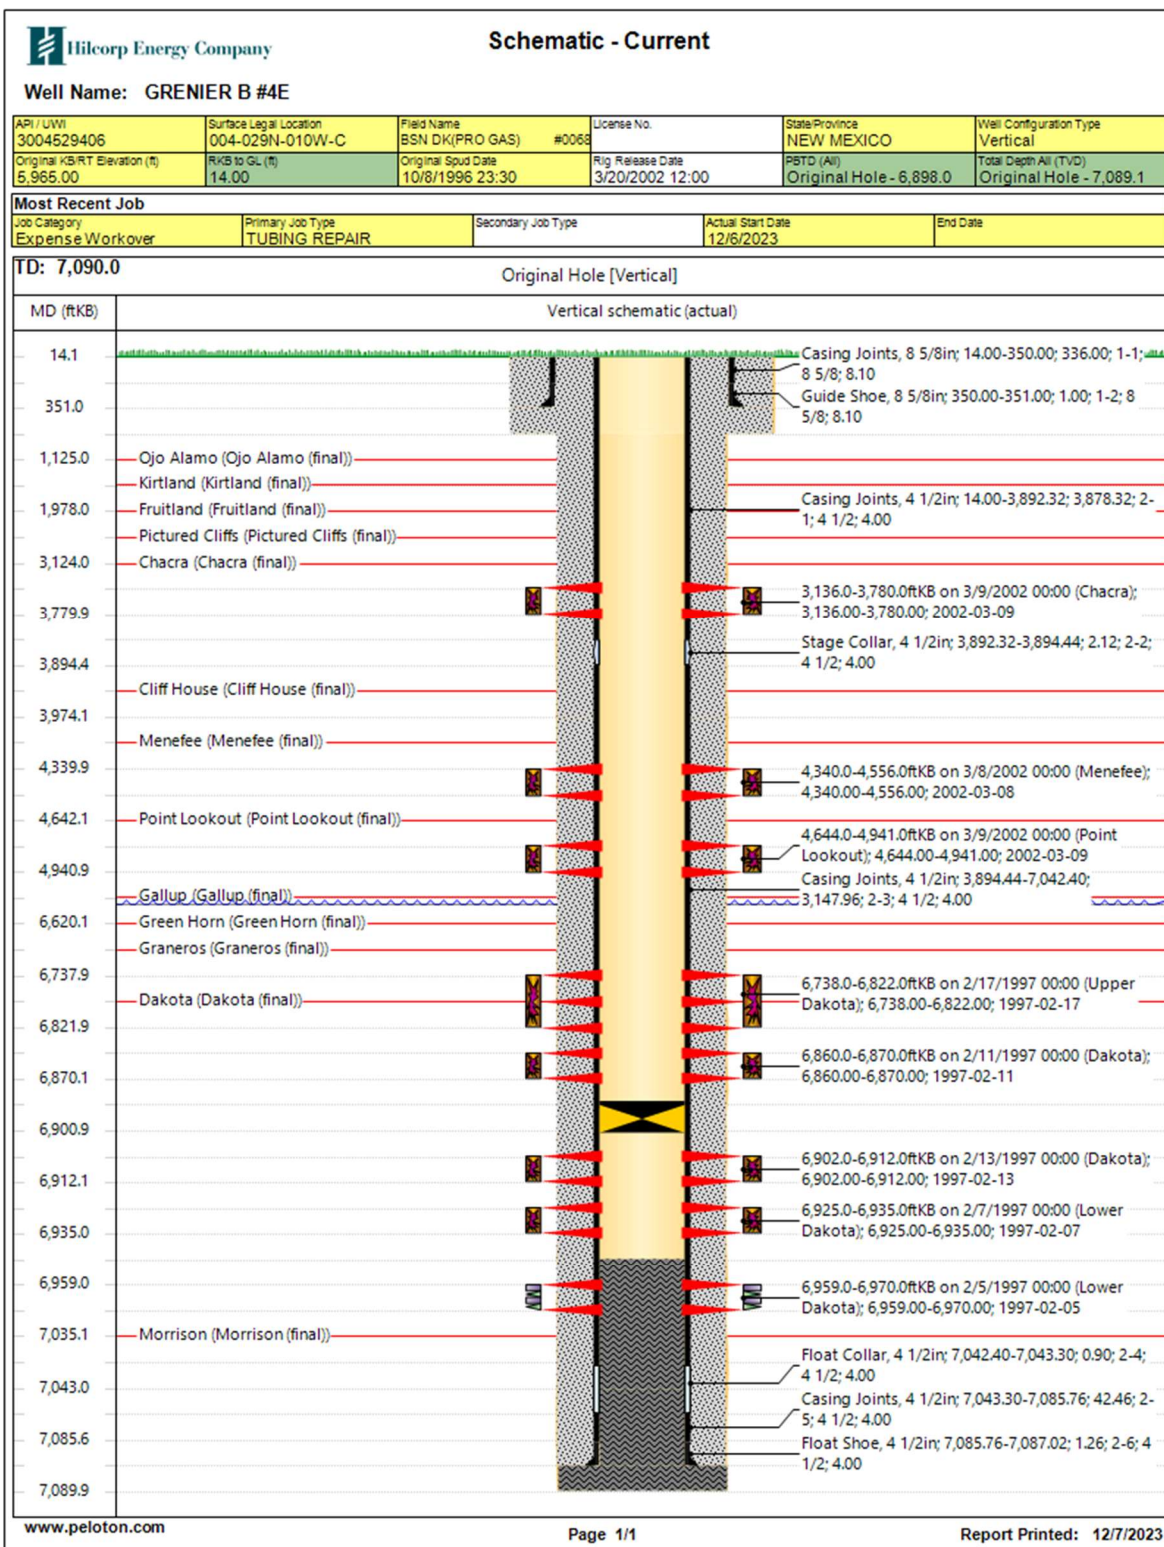 Hilcorp Energy Company
Schematic - Current
Well Name: GRENIER B #4E
API / UWI
3004529406
Surface Legal Location
004-029N-010W-C
Field Name
BSN DK(PRO GAS) #0068
License No.
State/Province
NEW MEXICO
Well Configuration Type
Vertical
Original KB/RT Elevation (ft)
5,965.00
RKB to GL (ft)
14.00
Original Spud Date
10/8/1996 23:30
Rig Release Date
3/20/2002 12:00
PBTD (All)
Original Hole - 6,898.0
Total Depth All (TVD)
Original Hole - 7,089.1
Most Recent Job
Job Category
Expense Workover
Primary Job Type
TUBING REPAIR
Secondary Job Type
Actual Start Date
12/6/2023
End Date
TD: 7,090.0
Original Hole [Vertical]
MD (ftKB)
Vertical schematic (actual)
14.1
Casing Joints, 8 5/8in; 14.00-350.00; 336.00; 1-1;
8 5/8; 8.10
351.0
Guide Shoe, 8 5/8in; 350.00-351.00; 1.00; 1-2; 8
5/8; 8.10
1,125.0
Ojo Alamo (Ojo Alamo (final))
Kirtland (Kirtland (final))
1,978.0
Fruitland (Fruitland (final))
Casing Joints, 4 1/2in; 14.00-3,892.32; 3,878.32; 2-
1; 4 1/2; 4.00
Pictured Cliffs (Pictured Cliffs (final))
3,124.0
Chacra (Chacra (final))
3,136.0-3,780.0ftKB on 3/9/2002 00:00 (Chacra);
3,136.00-3,780.00; 2002-03-09
3,779.9
Stage Collar, 4 1/2in; 3,892.32-3,894.44; 2.12; 2-2;
4 1/2; 4.00
3,894.4
Cliff House (Cliff House (final))
3,974.1
Menefee (Menefee (final))
4,339.9
4,340.0-4,556.0ftKB on 3/8/2002 00:00 (Menefee);
4,340.00-4,556.00; 2002-03-08
4,642.1
Point Lookout (Point Lookout (final))
4,644.0-4,941.0ftKB on 3/9/2002 00:00 (Point
Lookout); 4,644.00-4,941.00; 2002-03-09
4,940.9
Casing Joints, 4 1/2in; 3,894.44-7,042.40;
3,147.96; 2-3; 4 1/2; 4.00
Gallup (Gallup (final))
6,620.1
Green Horn (Green Horn (final))
Graneros (Graneros (final))
6,737.9
6,738.0-6,822.0ftKB on 2/17/1997 00:00 (Upper
Dakota); 6,738.00-6,822.00; 1997-02-17
Dakota (Dakota (final))
6,821.9
6,860.0-6,870.0ftKB on 2/11/1997 00:00 (Dakota);
6,860.00-6,870.00; 1997-02-11
6,870.1
6,900.9
6,902.0-6,912.0ftKB on 2/13/1997 00:00 (Dakota);
6,902.00-6,912.00; 1997-02-13
6,912.1
6,925.0-6,935.0ftKB on 2/7/1997 00:00 (Lower
Dakota); 6,925.00-6,935.00; 1997-02-07
6,935.0
6,959.0
6,959.0-6,970.0ftKB on 2/5/1997 00:00 (Lower
Dakota); 6,959.00-6,970.00; 1997-02-05
7,035.1
Morrison (Morrison (final))
Float Collar, 4 1/2in; 7,042.40-7,043.30; 0.90; 2-4;
4 1/2; 4.00
7,043.0
Casing Joints, 4 1/2in; 7,043.30-7,085.76; 42.46; 2-
5; 4 1/2; 4.00
7,085.6
Float Shoe, 4 1/2in; 7,085.76-7,087.02; 1.26; 2-6; 4
1/2; 4.00
7,089.9
www.peloton.com
Page 1/1
Report Printed: 12/7/2023